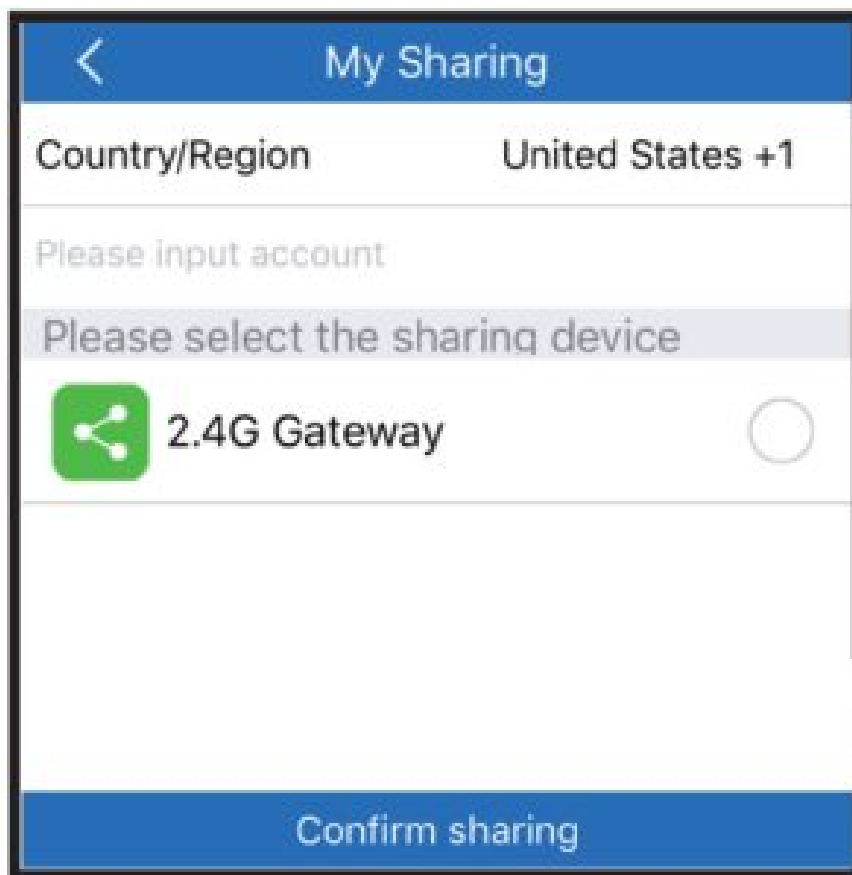 My Sharing
Country/Region United States +1
Please input account
Please select the sharing device
2.4G Gateway
Confirm sharing